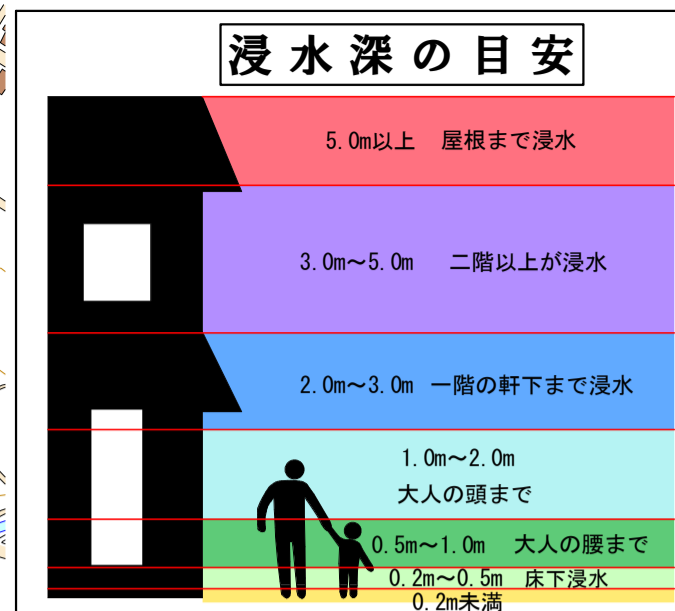 浸水深の目安
5.0m以上 屋根まで浸水
3.0m～5.0m 二階以上が浸水
2.0m～3.0m 一階の軒下まで浸水
1.0m～2.0m
大人の頭まで
0.5m～1.0m 大人の腰まで
0.2m～0.5m 床下浸水
0.2m未満